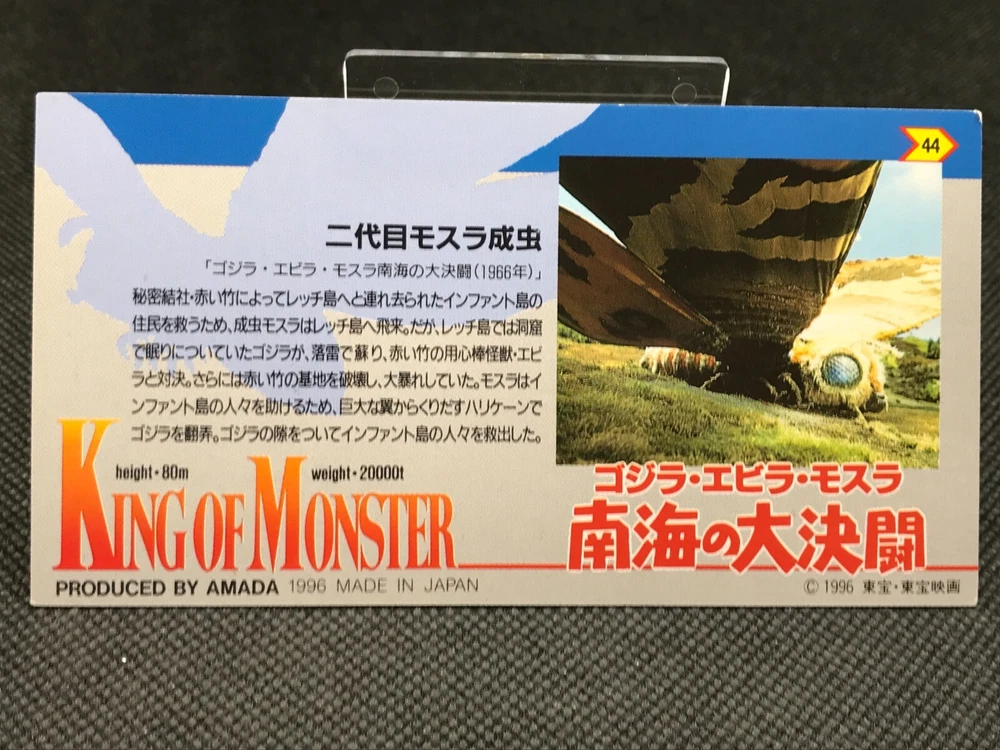 44
二代目モスラ成虫
「ゴジラ・エビラ・モスラ南海の大決闘(1966年)」
秘密結社・赤い竹によってレッチ島へと連れ去られたインファント島の
住民を救うため、成虫モスラはレッチ島へ飛来。だが、レッチ島では洞窟
で眠りについていたゴジラが、落雷で蘇り、赤い竹の用心棒怪獣・エビ
ラと対決。さらには赤い竹の基地を破壊し、大暴れしていた。モスラはイ
ンファント島の人々を助けるため、巨大な翼からくりだすハリケーンで
ゴジラを翻弄。ゴジラの隙をついてインファント島の人々を救出した。
height・80m weight・20000t
KING OF MONSTER
ゴジラ・エビラ・モスラ
南海の大決闘
PRODUCED BY AMADA 1996 MADE IN JAPAN
© 1996 東宝・東宝映画